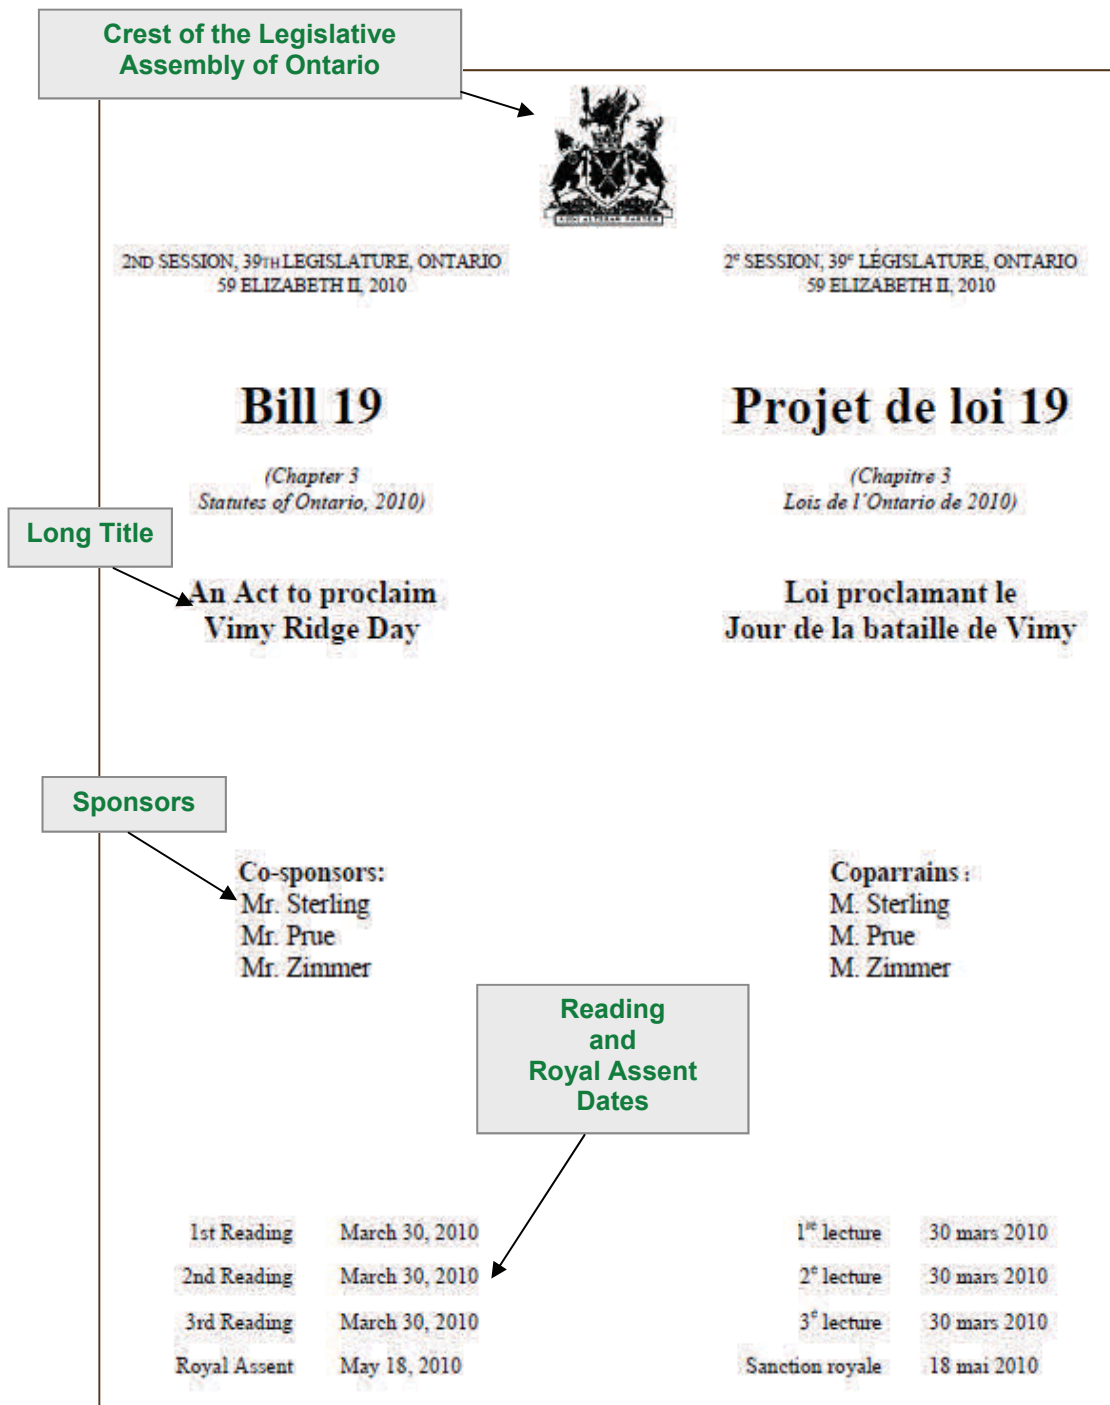 Crest of the Legislative
Assembly of Ontario
2ND SESSION, 39TH LEGISLATURE, ONTARIO
59 ELIZABETH II, 2010
2e SESSION, 39e LÉGISLATURE, ONTARIO
59 ELIZABETH II, 2010
Bill 19
Projet de loi 19
(Chapter 3
Statutes of Ontario, 2010)
(Chapitre 3
Lois de l'Ontario de 2010)
Long Title
An Act to proclaim
Vimy Ridge Day
Loi proclamant le
Jour de la bataille de Vimy
Sponsors
Co-sponsors:
Mr. Sterling
Mr. Prue
Mr. Zimmer
Coparrains :
M. Sterling
M. Prue
M. Zimmer
Reading
and
Royal Assent
Dates
1st Reading March 30, 2010
2nd Reading March 30, 2010
3rd Reading March 30, 2010
Royal Assent May 18, 2010
1re lecture 30 mars 2010
2e lecture 30 mars 2010
3e lecture 30 mars 2010
Sanction royale 18 mai 2010